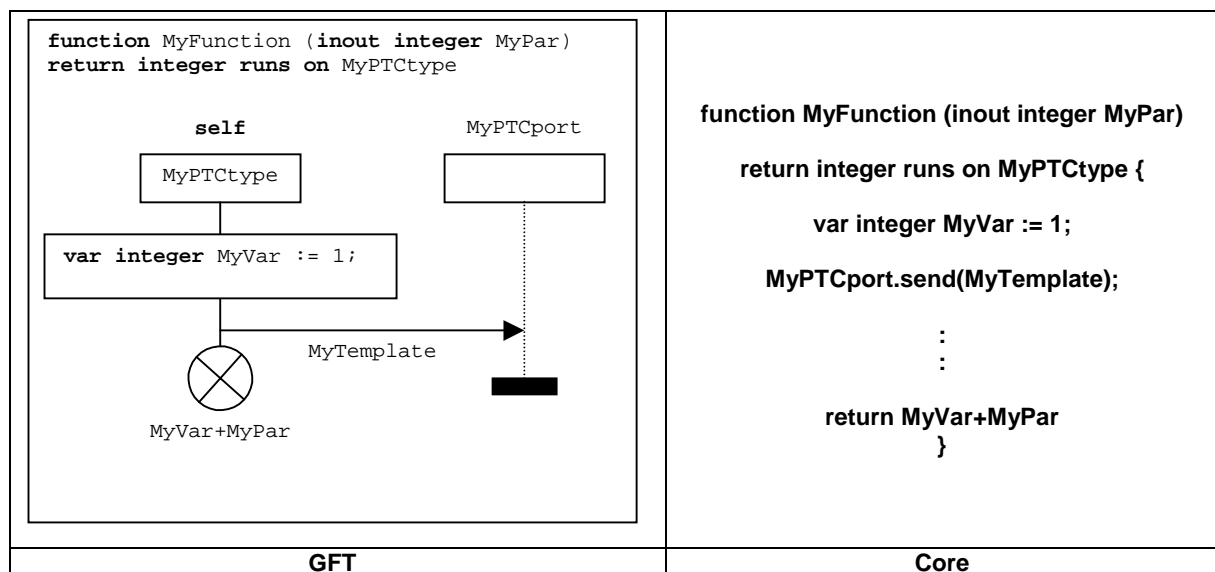 function MyFunction (inout integer MyPar)
return integer runs on MyPTCtype
self
MyPTCport
MyPTCtype
var integer MyVar := 1;
MyTemplate
MyVar+MyPar
GFT
function MyFunction (inout integer MyPar)
return integer runs on MyPTCtype {
var integer MyVar := 1;
MyPTCport.send(MyTemplate);
:
:
return MyVar+MyPar
}
Core